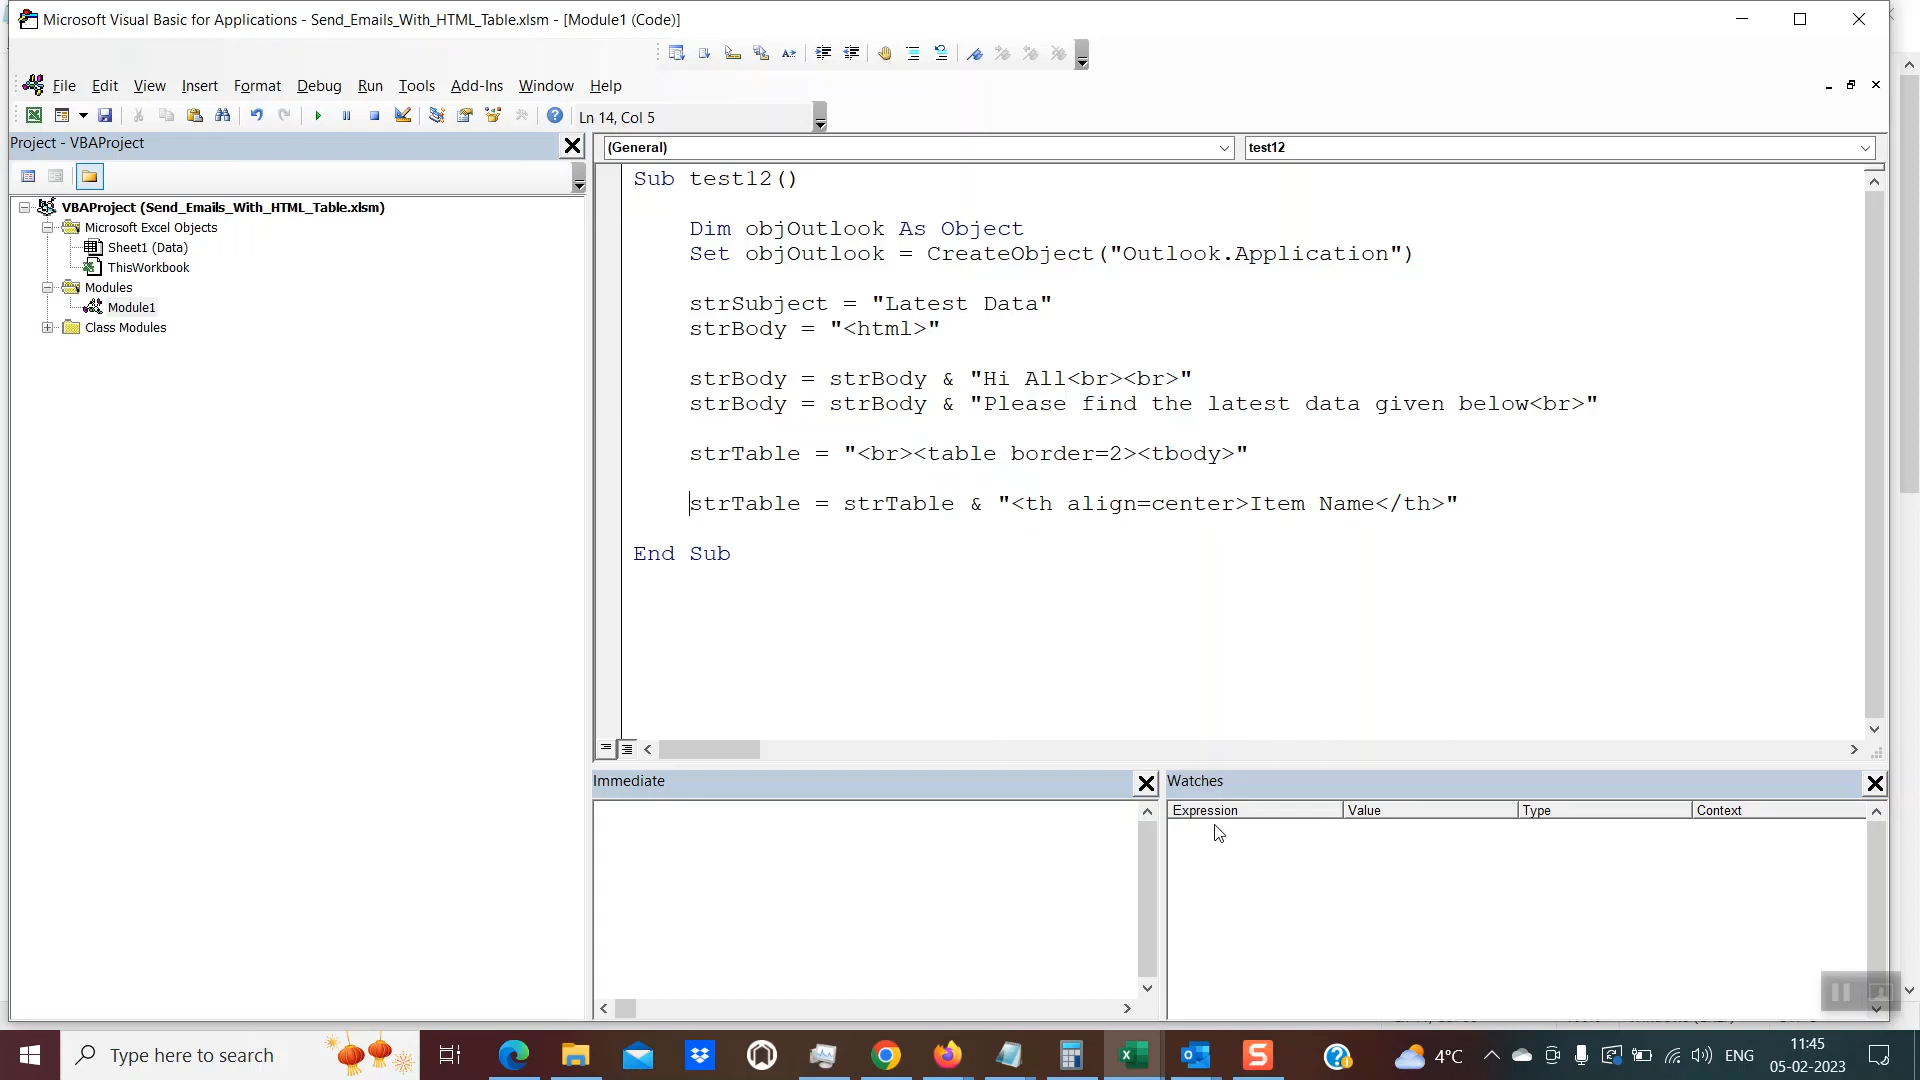 Microsoft Visual Basic for Applications - Send_Emails_With_HTML_Table.xlsm - [Module1 (Code)]
File Edit View Insert Format Debug Run Tools Add-Ins Window Help
Ln 14, Col 5
Project - VBAProject
VBAProject (Send_Emails_With_HTML_Table.xlsm)
Microsoft Excel Objects
Sheet1 (Data)
ThisWorkbook
Modules
Module1
Class Modules
(General)
test12
Sub test12()
Dim objOutlook As Object
Set objOutlook = CreateObject("Outlook.Application")
strSubject = "Latest Data"
strBody = "<html>"
strBody = strBody & "Hi All<br><br>"
strBody = strBody & "Please find the latest data given below<br>"
strTable = "<br><table border=2><tbody>"
strTable = strTable & "<th align=center>Item Name</th>"
End Sub
Immediate
Watches
Expression Value Type Context
Type here to search
4°C
ENG
11:45
05-02-2023